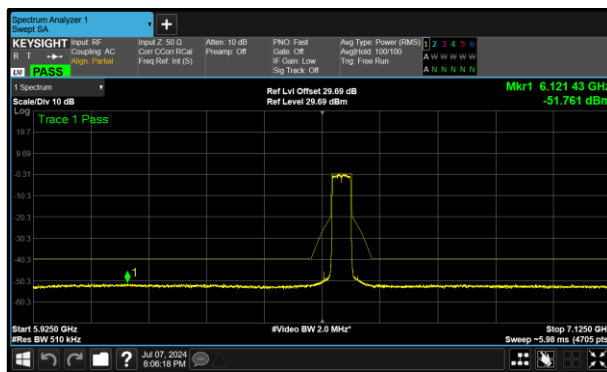 Spectrum Analyzer 1
Swept SA
+
KEYSIGHT
R T
LXI
PASS
Input: RF
Coupling: AC
Align: Partial
Input Z: 50 Ω
Corr CCorr RCal
Freq Ref: Int (S)
Atten: 10 dB
Preamp: Off
PNO: Fast
Gate: Off
IF Gain: Low
Sig Track: Off
Avg Type: Power (RMS)
Avg|Hold: 100/100
Trig: Free Run
1 2 3 4 5 6
A W W W W W
A N N N N N
1 Spectrum
Scale/Div 10 dB
Ref Lvl Offset 29.69 dB
Ref Level 29.69 dBm
Mkr1 6.121 43 GHz
-51.761 dBm
Log
Trace 1 Pass
19.7
9.69
-0.31
-10.3
-20.3
-30.3
-40.3
-50.3
-60.3
1
Start 5.9250 GHz
#Res BW 510 kHz
#Video BW 2.0 MHz*
Stop 7.1250 GHz
Sweep ~5.98 ms (4705 pts)
?
Jul 07, 2024
8:06:18 PM